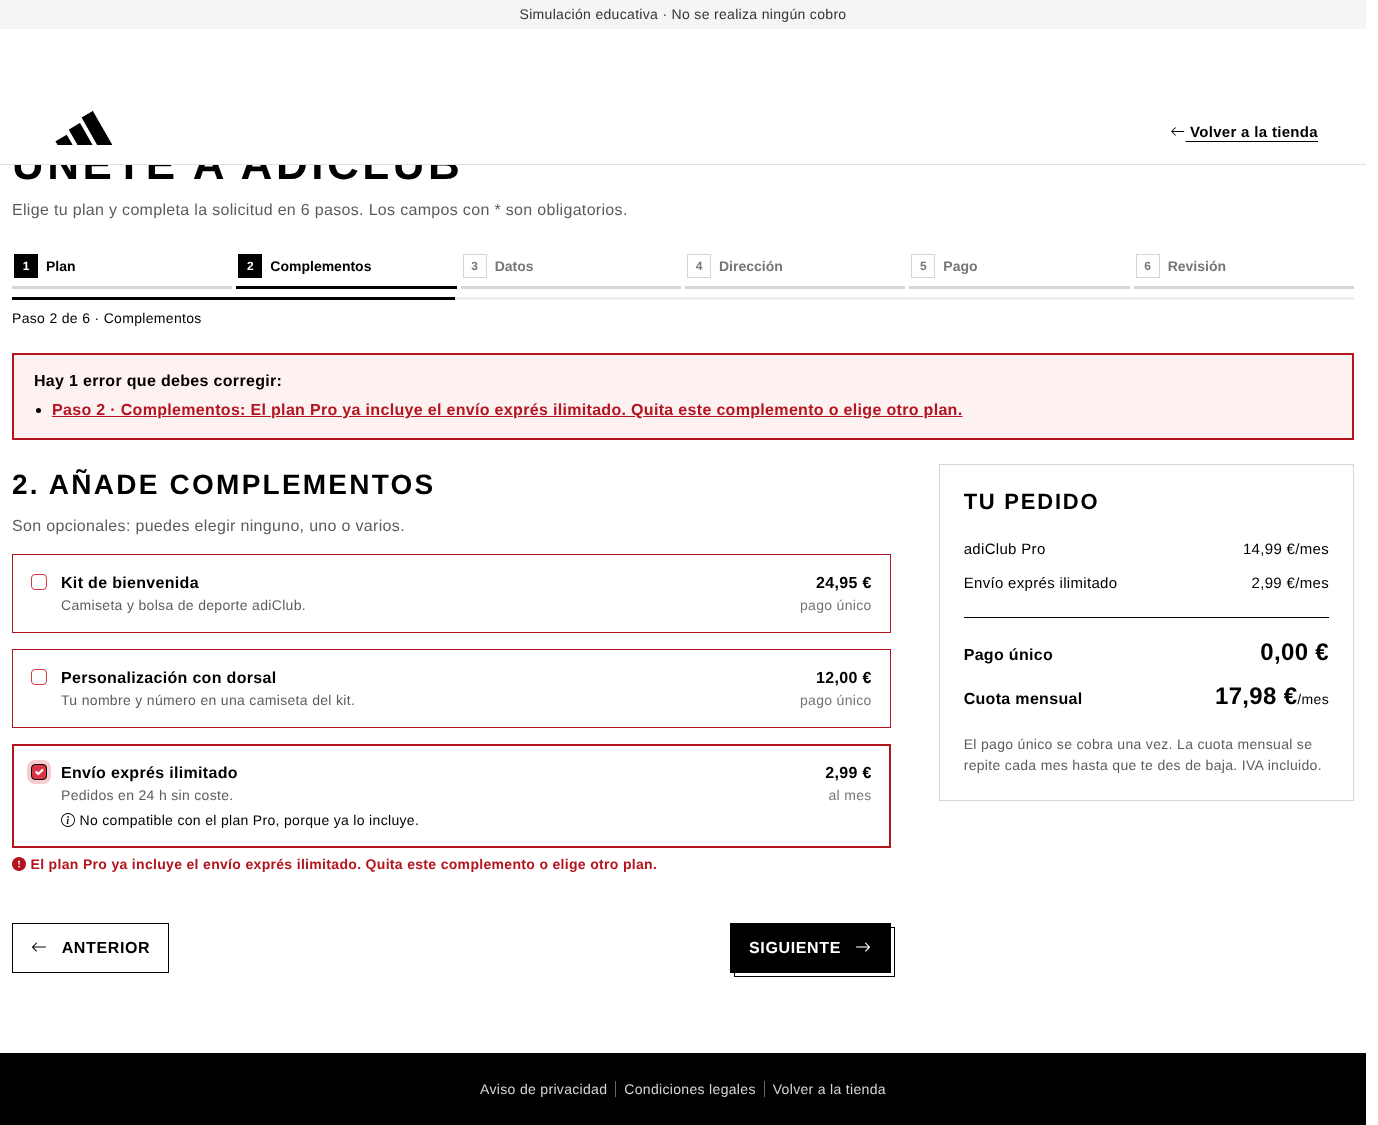 Simulación educativa · No se realiza ningún cobro
Volver a la tienda
ÚNETE A ADICLUB
Elige tu plan y completa la solicitud en 6 pasos. Los campos con * son obligatorios.
1 Plan
2 Complementos
3 Datos
4 Dirección
5 Pago
6 Revisión
Paso 2 de 6 · Complementos
Hay 1 error que debes corregir:
• Paso 2 · Complementos: El plan Pro ya incluye el envío exprés ilimitado. Quita este complemento o elige otro plan.
2. AÑADE COMPLEMENTOS
Son opcionales: puedes elegir ninguno, uno o varios.
Kit de bienvenida 24,95 €
Camiseta y bolsa de deporte adiClub. pago único
Personalización con dorsal 12,00 €
Tu nombre y número en una camiseta del kit. pago único
Envío exprés ilimitado 2,99 €
Pedidos en 24 h sin coste. al mes
No compatible con el plan Pro, porque ya lo incluye.
El plan Pro ya incluye el envío exprés ilimitado. Quita este complemento o elige otro plan.
ANTERIOR
SIGUIENTE
TU PEDIDO
adiClub Pro 14,99 €/mes
Envío exprés ilimitado 2,99 €/mes
Pago único 0,00 €
Cuota mensual 17,98 €/mes
El pago único se cobra una vez. La cuota mensual se
repite cada mes hasta que te des de baja. IVA incluido.
Aviso de privacidad | Condiciones legales | Volver a la tienda